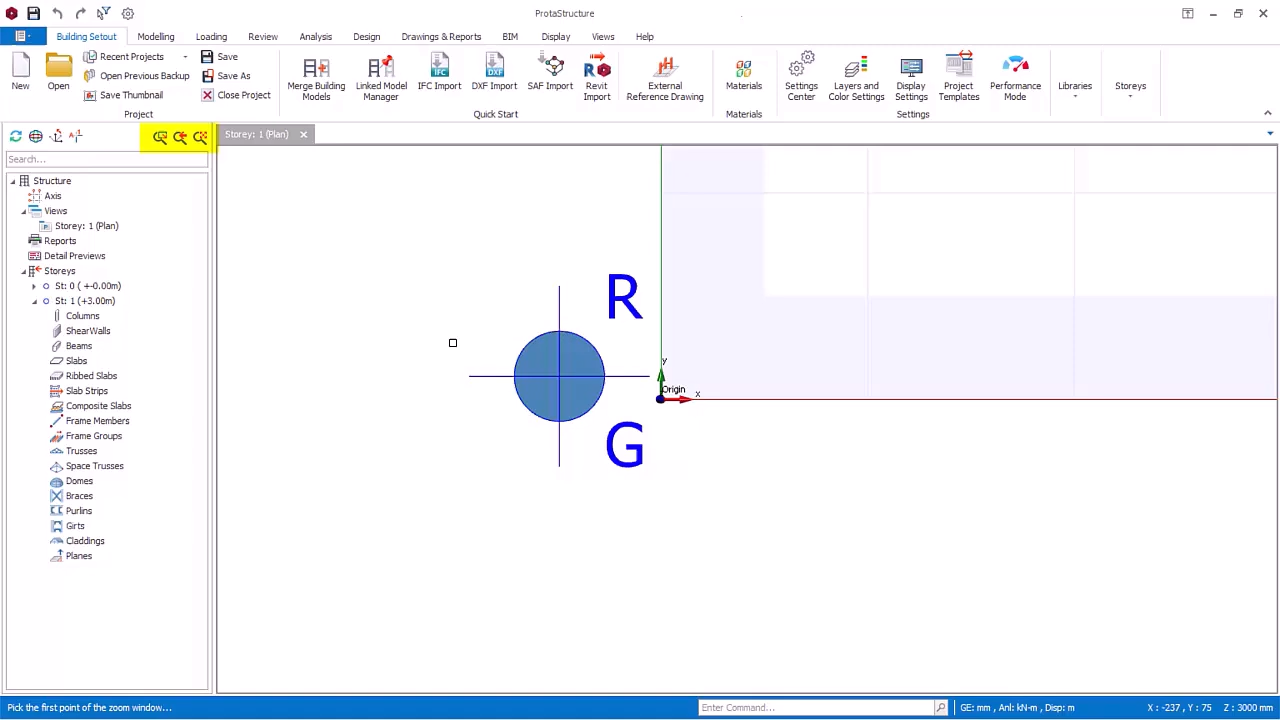 ProtaStructure
Building Setout Modelling Loading Review Analysis Design Drawings & Reports BIM Display Views Help
New
Open
Recent Projects
Open Previous Backup
Save Thumbnail
Save
Save As
Close Project
Project
Merge Building
Models
Linked Model
Manager
IFC Import
DXF Import
SAF Import
Revit
Import
External
Reference Drawing
Quick Start
Materials
Materials
Settings
Center
Layers and
Color Settings
Display
Settings
Project
Templates
Performance
Mode
Settings
Libraries
Storeys
Storey: 1 (Plan)
Search...
Structure
Axis
Views
Storey: 1 (Plan)
Reports
Detail Previews
Storeys
St: 0 ( +-0.00m)
St: 1 (+3.00m)
Columns
ShearWalls
Beams
Slabs
Ribbed Slabs
Slab Strips
Composite Slabs
Frame Members
Frame Groups
Trusses
Space Trusses
Domes
Braces
Purlins
Girts
Claddings
Planes
R
G
y
Origin
x
Pick the first point of the zoom window...
Enter Command...
GE: mm , Anl: kN-m , Disp: m
X : -237 , Y : 75 Z : 3000 mm